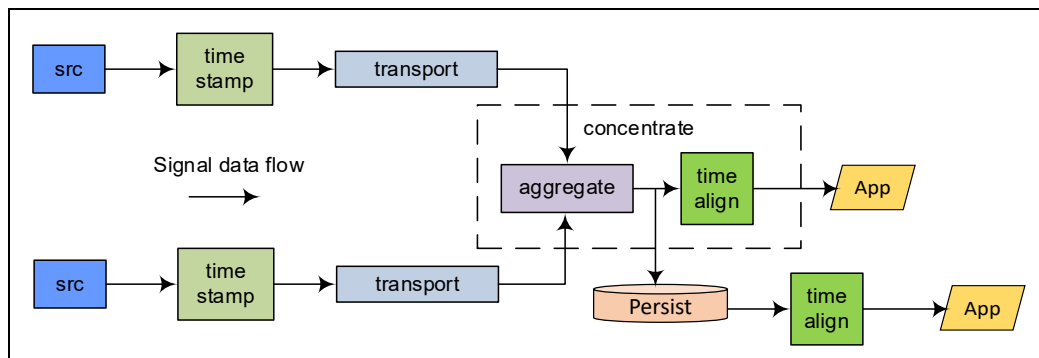 src
time
stamp
transport
concentrate
Signal data flow
aggregate
time
align
App
src
time
stamp
transport
Persist
time
align
App